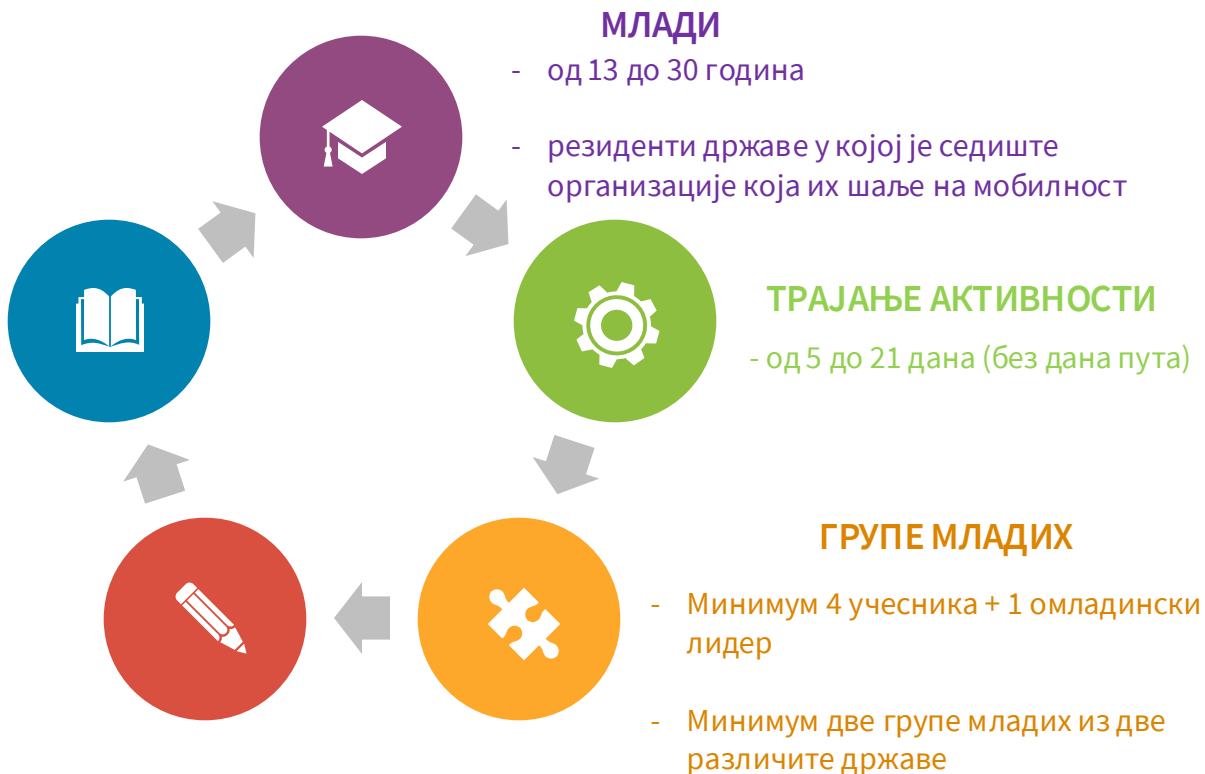 МЛАДИ
- од 13 до 30 година
- резиденти државе у којој је седиште
организације која их шаље на мобилност
ТРАЈАЊЕ АКТИВНОСТИ
- од 5 до 21 дана (без дана пута)
ГРУПЕ МЛАДИХ
- Минимум 4 учесника + 1 омладински
лидер
- Минимум две групе младих из две
различите државе